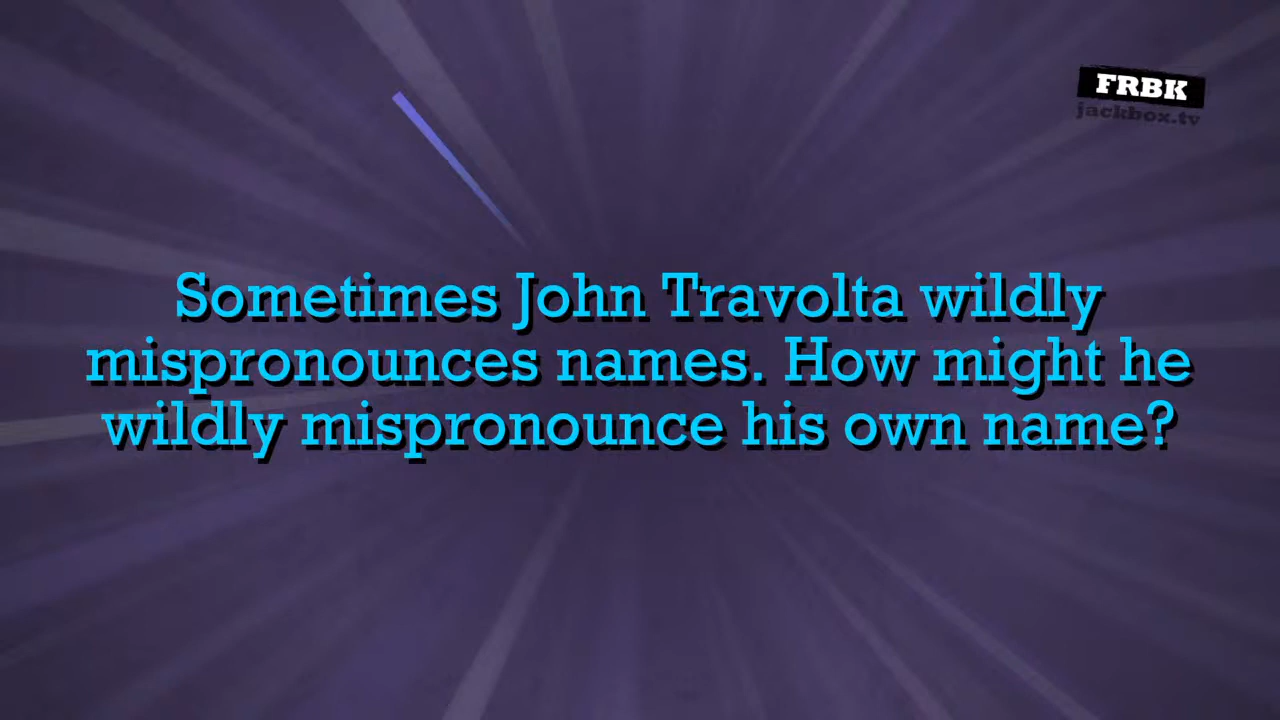 FRBK
jackbox.tv
Sometimes John Travolta wildly
mispronounces names. How might he
wildly mispronounce his own name?